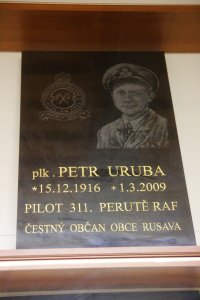 plk. PETR URUBA
*15.12.1916 +1.3.2009
PILOT 311. PERUTĚ RAF
ČESTNÝ OBČAN OBCE RUSAVA